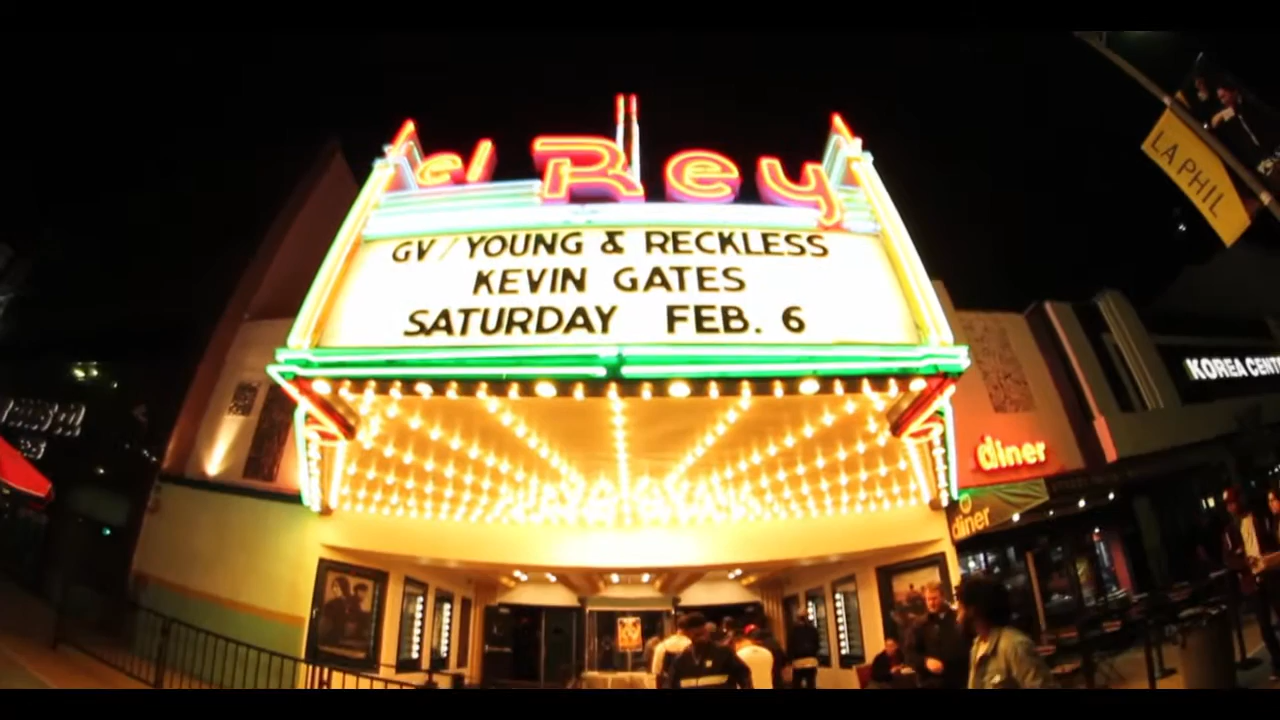 el Rey
GV / YOUNG & RECKLESS
KEVIN GATES
SATURDAY FEB. 6
LA PHIL
KOREA CENT
diner
diner